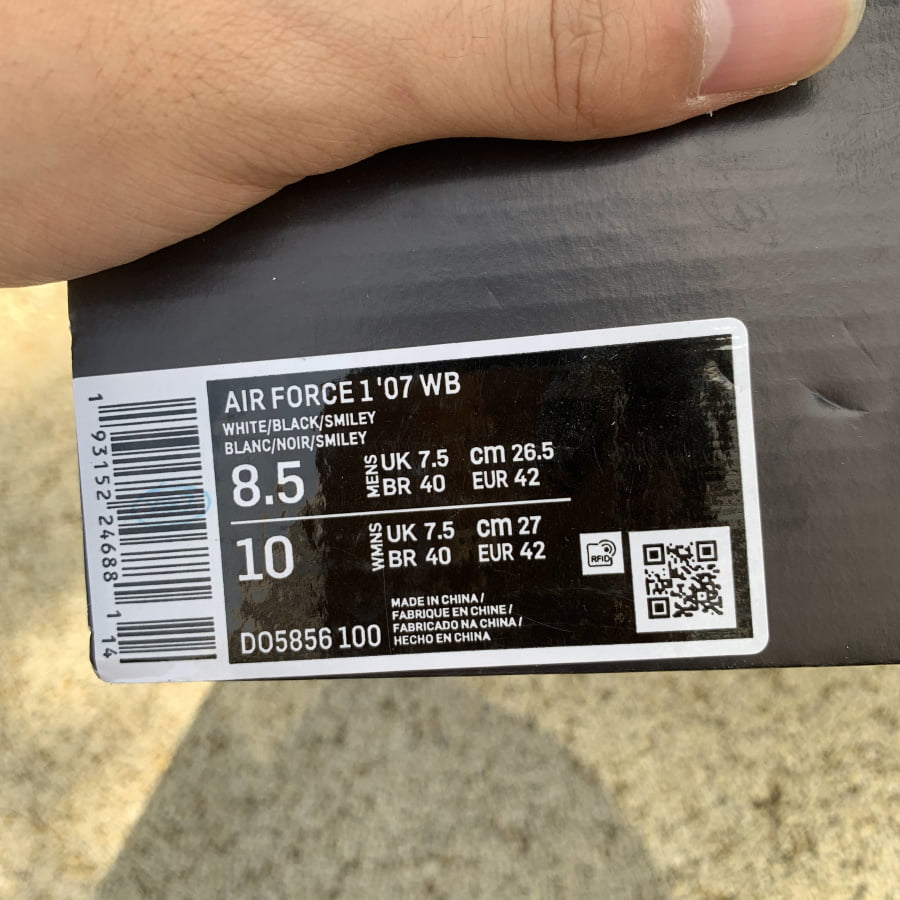 AIR FORCE 1 '07 WB
WHITE/BLACK/SMILEY
BLANC/NOIR/SMILEY
8.5 MENS UK 7.5 cm 26.5
BR 40 EUR 42
10 WMNS UK 7.5 cm 27
BR 40 EUR 42
RFID
MADE IN CHINA /
FABRIQUE EN CHINE /
FABRICADO NA CHINA /
HECHO EN CHINA
DO5856 100
1 93152 24688 1 14